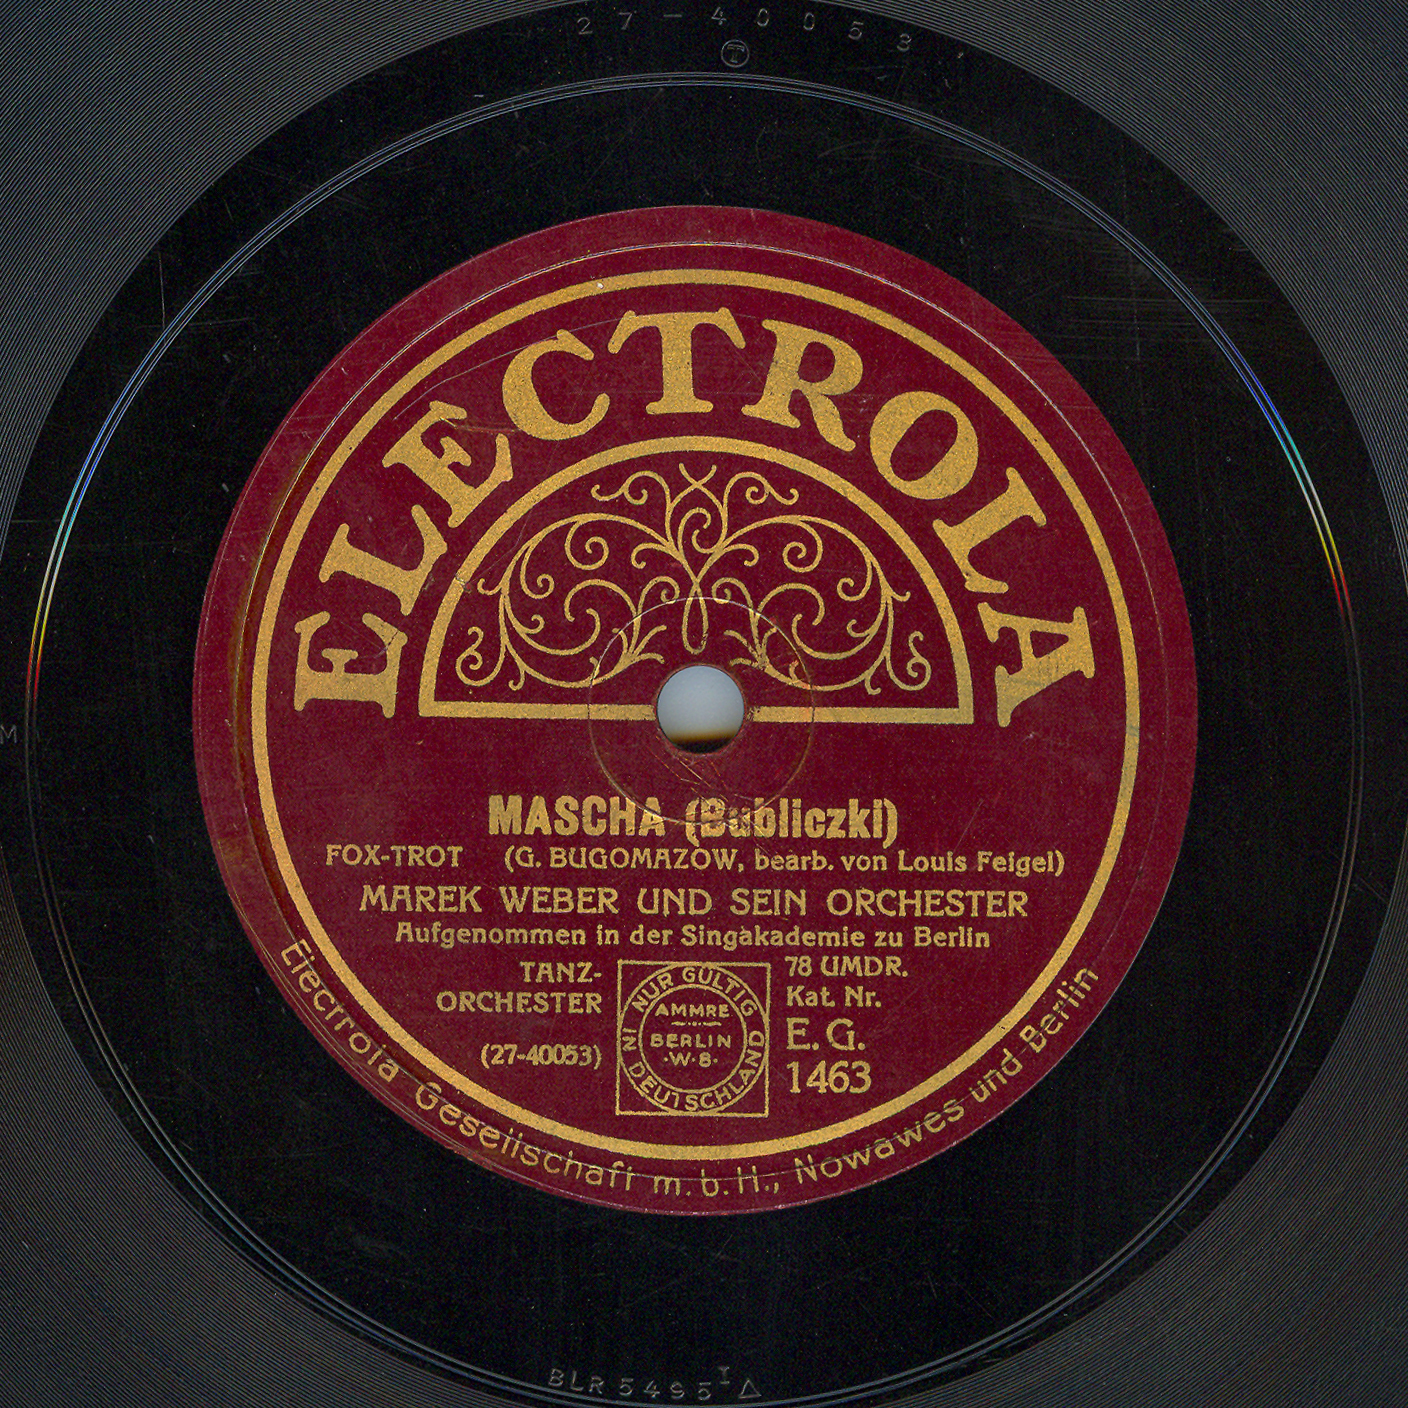 27-40053
T
ELECTROLA
M
MASCHA (Bubliczki)
FOX-TROT (G. BUGOMAZOW, bearb. von Louis Feigel)
MAREK WEBER UND SEIN ORCHESTER
Aufgenommen in der Singakademie zu Berlin
TANZ-
ORCHESTER
(27-40053)
NUR GÜLTIG
IN DEUTSCHLAND
AMMRE
BERLIN
·W·8·
78 UMDR.
Kat. Nr.
E.G.
1463
Electrola Gesellschaft m.b.H., Nowawes und Berlin
BLR 5495 I △